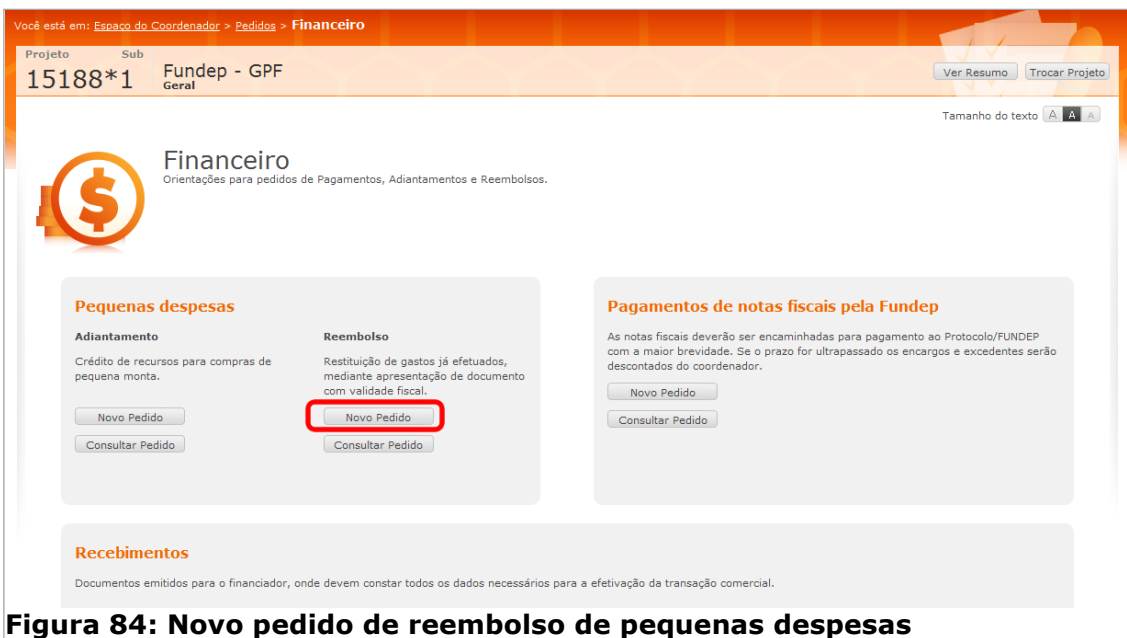 Você está em: Espaço do Coordenador > Pedidos > Financeiro
Projeto Sub
15188*1 Fundep - GPF
Geral
Ver Resumo Trocar Projeto
Tamanho do texto A A A
Financeiro
Orientações para pedidos de Pagamentos, Adiantamentos e Reembolsos.
$
Pequenas despesas
Adiantamento
Crédito de recursos para compras de
pequena monta.
Novo Pedido
Consultar Pedido
Reembolso
Restituição de gastos já efetuados,
mediante apresentação de documento
com validade fiscal.
Novo Pedido
Consultar Pedido
Pagamentos de notas fiscais pela Fundep
As notas fiscais deverão ser encaminhadas para pagamento ao Protocolo/FUNDEP
com a maior brevidade. Se o prazo for ultrapassado os encargos e excedentes serão
descontados do coordenador.
Novo Pedido
Consultar Pedido
Recebimentos
Documentos emitidos para o financiador, onde devem constar todos os dados necessários para a efetivação da transação comercial.
Figura 84: Novo pedido de reembolso de pequenas despesas